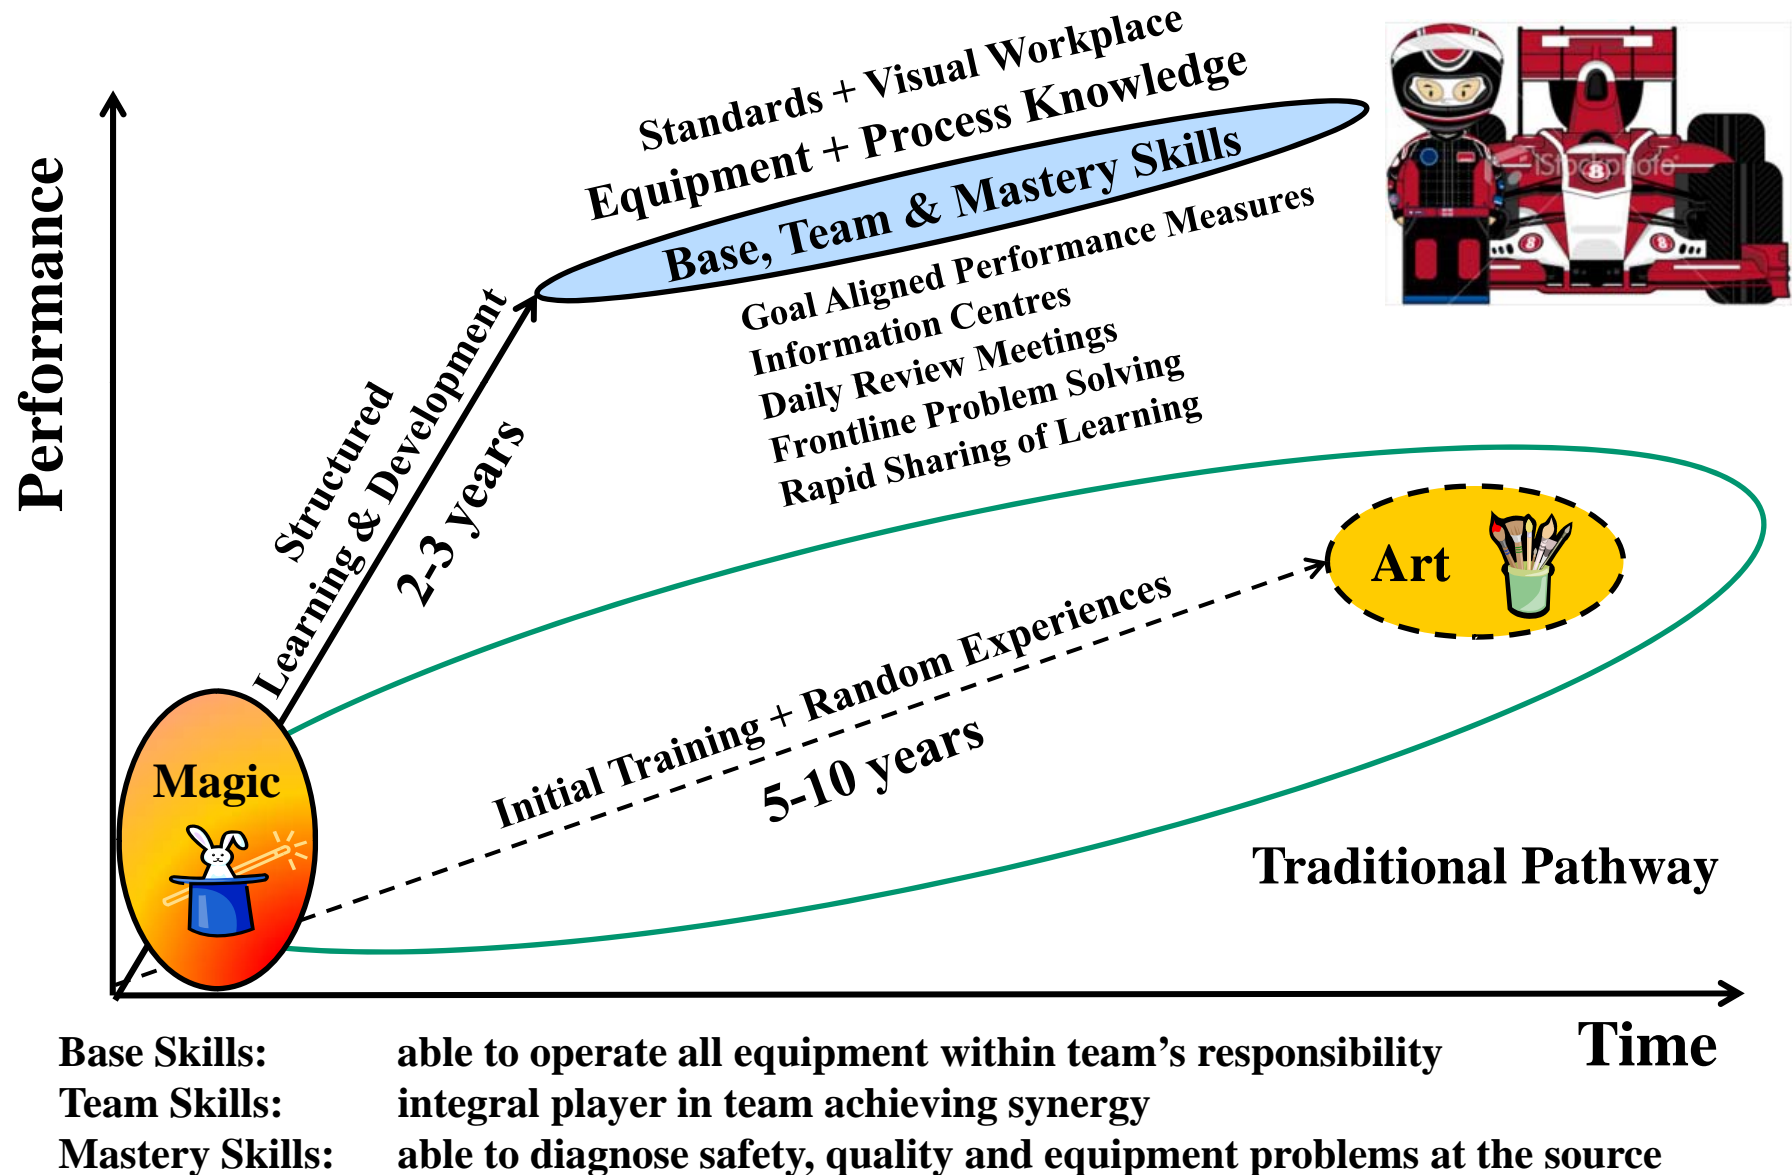 Standards + Visual Workplace
Equipment + Process Knowledge
Base, Team & Mastery Skills
Goal Aligned Performance Measures
Information Centres
Daily Review Meetings
Frontline Problem Solving
Rapid Sharing of Learning
iStockphoto
8
8
8
Performance
Structured
Learning & Development
2-3 years
Art
Initial Training + Random Experiences
5-10 years
Magic
Traditional Pathway
Time
Base Skills: able to operate all equipment within team’s responsibility
Team Skills: integral player in team achieving synergy
Mastery Skills: able to diagnose safety, quality and equipment problems at the source